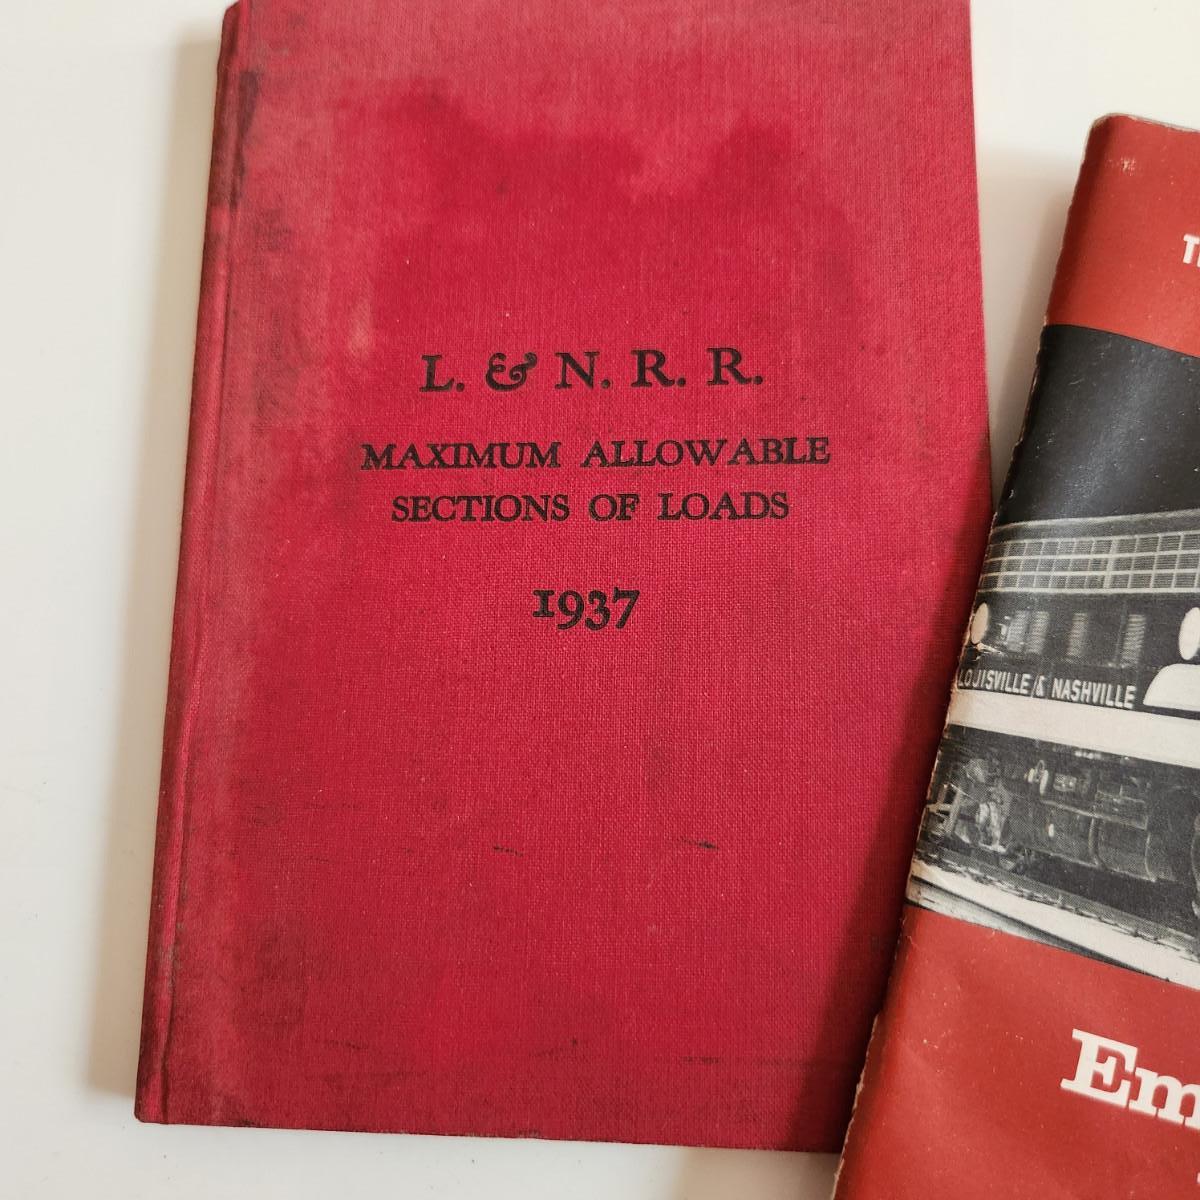 L. & N. R. R.
MAXIMUM ALLOWABLE
SECTIONS OF LOADS
1937
LOUISVILLE & NASHVILLE